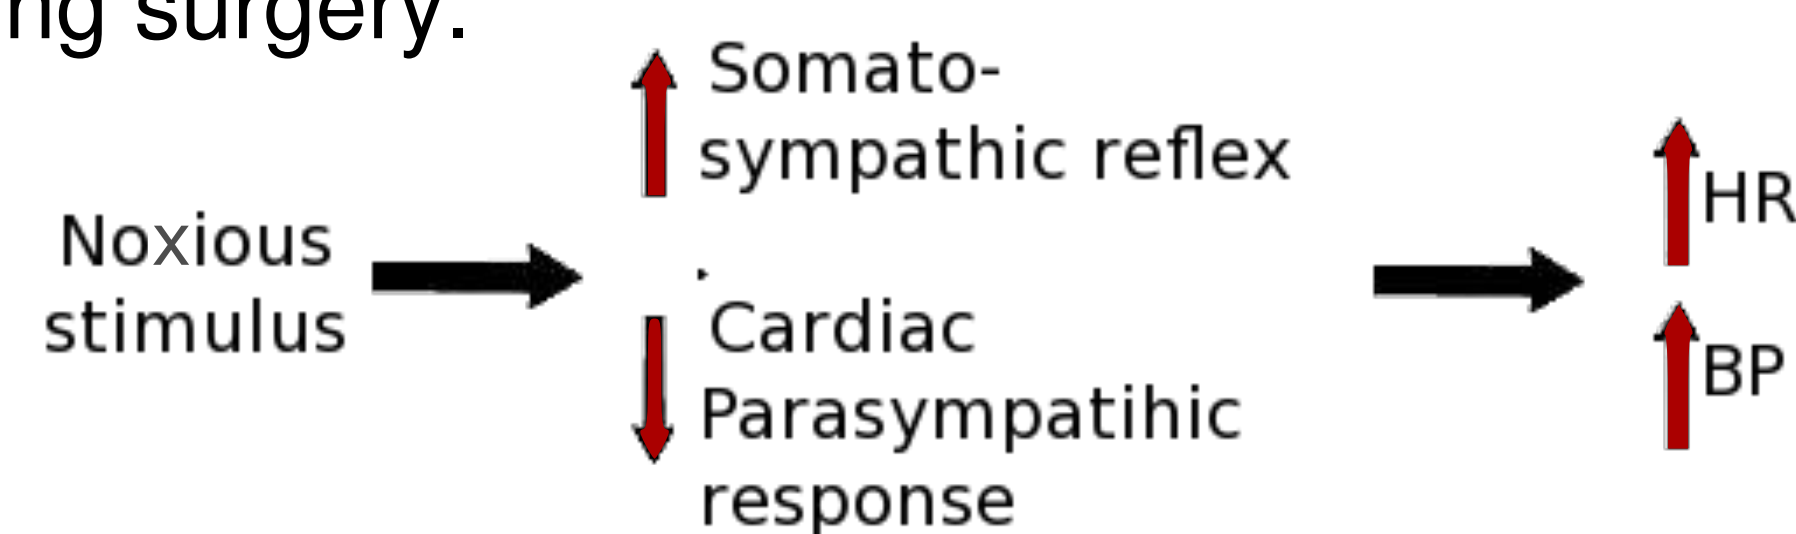 ng surgery.
Somato-
sympathic reflex
Noxious
stimulus
Cardiac
Parasympatihic
response
HR
BP